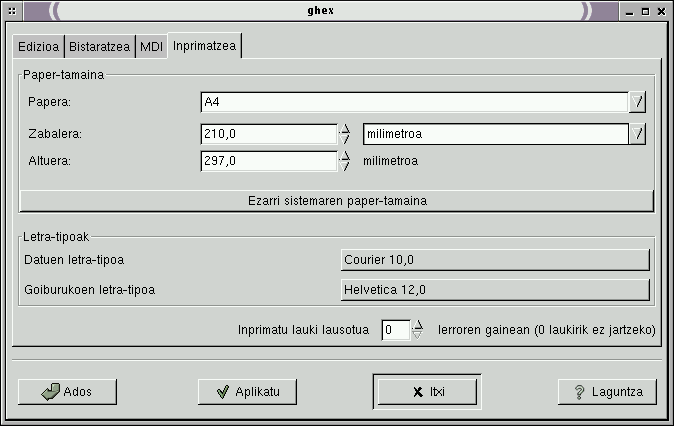 ghex
Edizioa Bistaratzea MDI Inprimatzea
Paper-tamaina
Papera: A4
Zabalera: 210,0 milimetroa
Altuera: 297,0 milimetroa
Ezarri sistemaren paper-tamaina
Letra-tipoak
Datuen letra-tipoa Courier 10,0
Goiburukoen letra-tipoa Helvetica 12,0
Inprimatu lauki lausotua 0 lerroren gainean (0 laukirik ez jartzeko)
Ados Aplikatu Itxi Laguntza